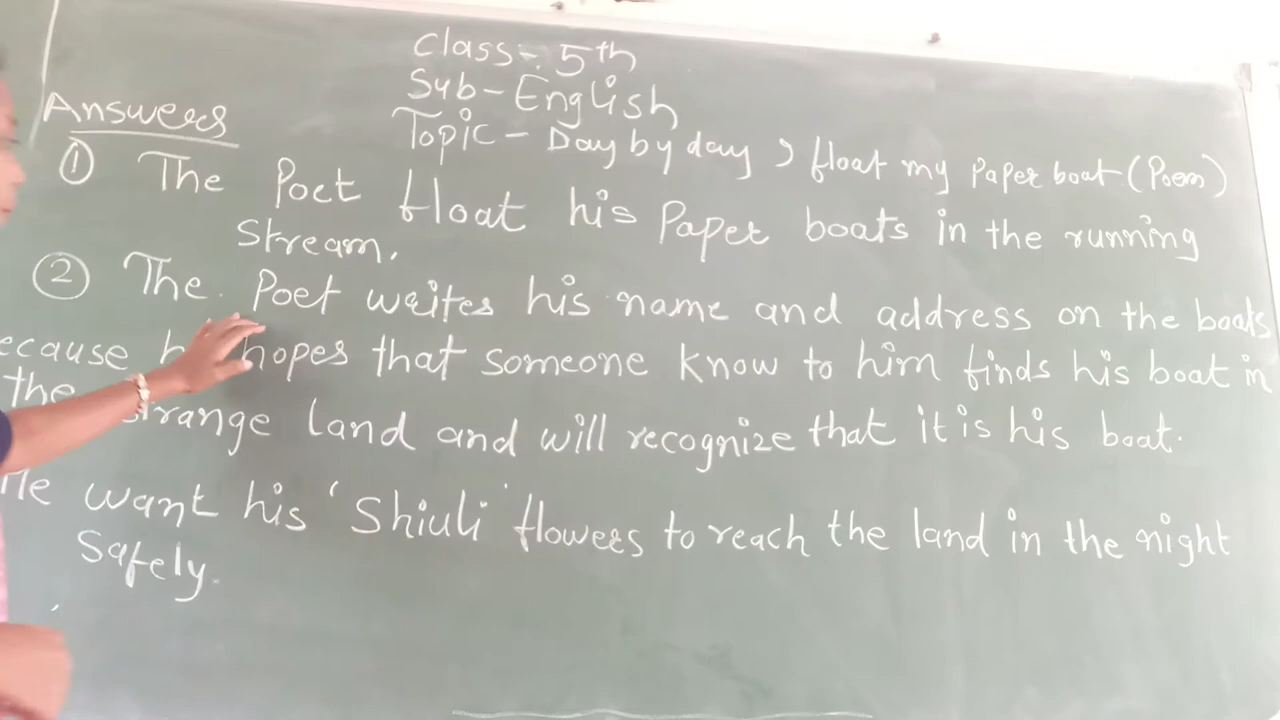 Class:- 5th
Sub - English
Topic - Day by day I float my Paper boat (Poem)
Answers
① The Poet float his Paper boats in the running
Stream.
② The Poet writes his name and address on the boats
ecause hopes that someone know to him finds his boat in
the strange land and will recognize that it is his boat.
He want his 'Shiuli' flowers to reach the land in the night
Safely.